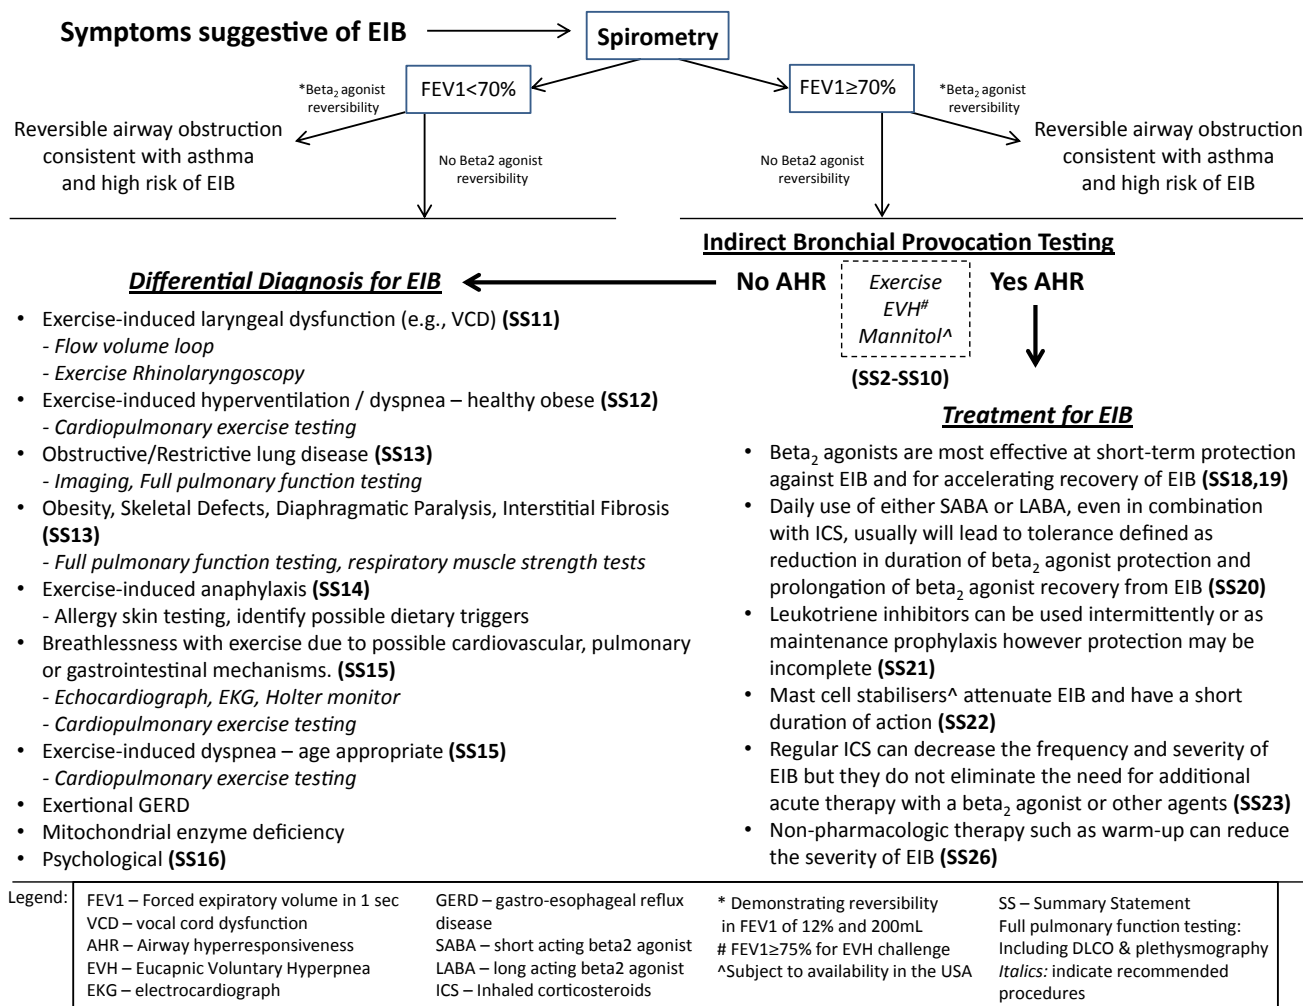 Symptoms suggestive of EIB
Spirometry
FEV1<70%
*Beta₂ agonist
reversibility
Reversible airway obstruction
consistent with asthma
and high risk of EIB
No Beta2 agonist
reversibility
FEV1≥70%
*Beta₂ agonist
reversibility
No Beta2 agonist
reversibility
Reversible airway obstruction
consistent with asthma
and high risk of EIB
Indirect Bronchial Provocation Testing
No AHR
Exercise
EVH#
Mannitol^
Yes AHR
(SS2-SS10)
Differential Diagnosis for EIB
• Exercise-induced laryngeal dysfunction (e.g., VCD) (SS11)
- Flow volume loop
- Exercise Rhinolaryngoscopy
• Exercise-induced hyperventilation / dyspnea – healthy obese (SS12)
- Cardiopulmonary exercise testing
• Obstructive/Restrictive lung disease (SS13)
- Imaging, Full pulmonary function testing
• Obesity, Skeletal Defects, Diaphragmatic Paralysis, Interstitial Fibrosis
(SS13)
- Full pulmonary function testing, respiratory muscle strength tests
• Exercise-induced anaphylaxis (SS14)
- Allergy skin testing, identify possible dietary triggers
• Breathlessness with exercise due to possible cardiovascular, pulmonary
or gastrointestinal mechanisms. (SS15)
- Echocardiograph, EKG, Holter monitor
- Cardiopulmonary exercise testing
• Exercise-induced dyspnea – age appropriate (SS15)
- Cardiopulmonary exercise testing
• Exertional GERD
• Mitochondrial enzyme deficiency
• Psychological (SS16)
Treatment for EIB
• Beta₂ agonists are most effective at short-term protection
against EIB and for accelerating recovery of EIB (SS18,19)
• Daily use of either SABA or LABA, even in combination
with ICS, usually will lead to tolerance defined as
reduction in duration of beta₂ agonist protection and
prolongation of beta₂ agonist recovery from EIB (SS20)
• Leukotriene inhibitors can be used intermittently or as
maintenance prophylaxis however protection may be
incomplete (SS21)
• Mast cell stabilisers^ attenuate EIB and have a short
duration of action (SS22)
• Regular ICS can decrease the frequency and severity of
EIB but they do not eliminate the need for additional
acute therapy with a beta₂ agonist or other agents (SS23)
• Non-pharmacologic therapy such as warm-up can reduce
the severity of EIB (SS26)
Legend:
FEV1 – Forced expiratory volume in 1 sec
VCD – vocal cord dysfunction
AHR – Airway hyperresponsiveness
EVH – Eucapnic Voluntary Hyperpnea
EKG – electrocardiograph
GERD – gastro-esophageal reflux
disease
SABA – short acting beta2 agonist
LABA – long acting beta2 agonist
ICS – Inhaled corticosteroids
* Demonstrating reversibility
in FEV1 of 12% and 200mL
# FEV1≥75% for EVH challenge
^Subject to availability in the USA
SS – Summary Statement
Full pulmonary function testing:
Including DLCO & plethysmography
Italics: indicate recommended
procedures